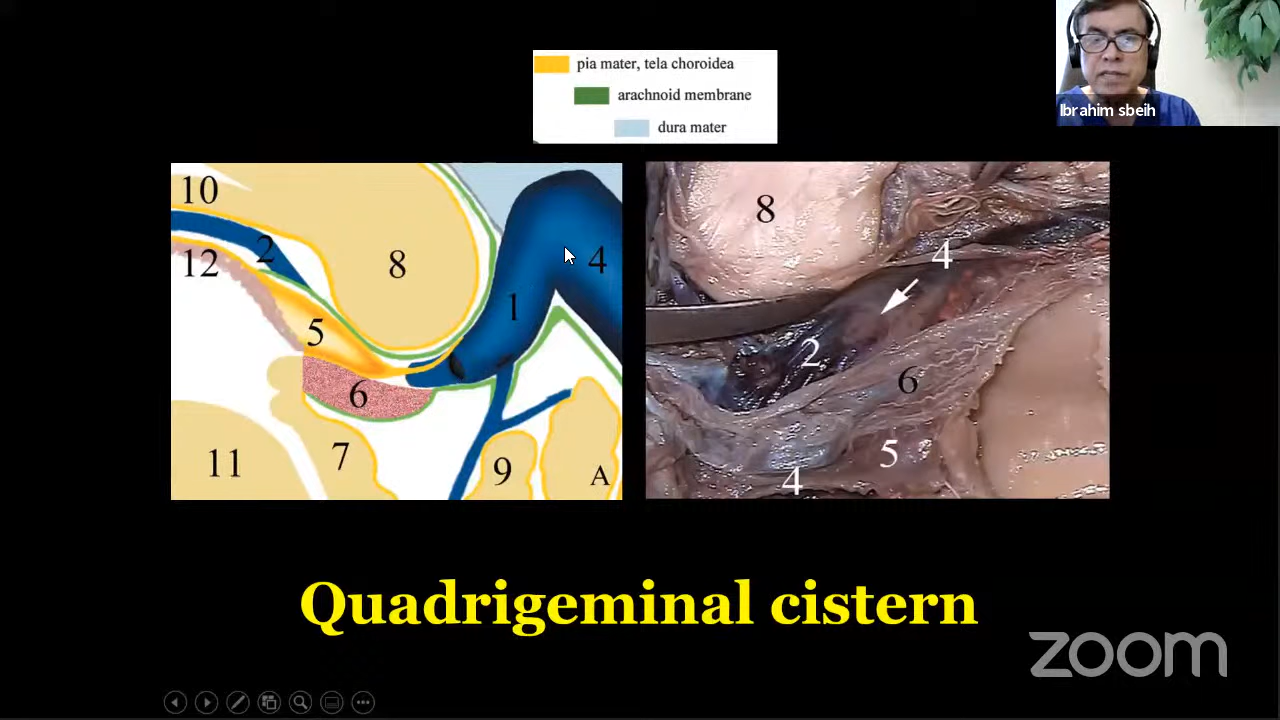 pia mater, tela choroidea
arachnoid membrane
dura mater
Ibrahim sbeih
10
2
12
8
4
1
5
6
11
7
9
A
8
4
2
6
5
4
Quadrigeminal cistern
zoom